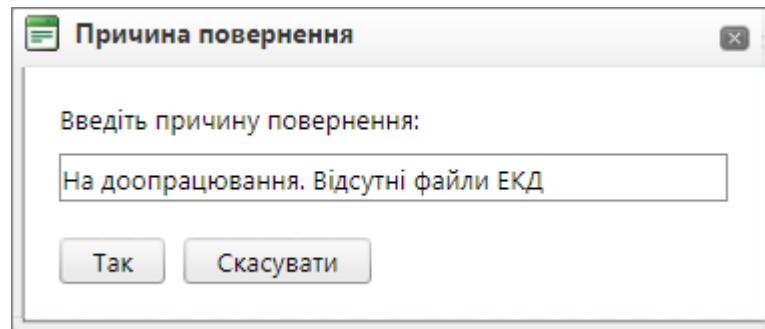 Причина повернення
Введіть причину повернення:
На доопрацювання. Відсутні файли ЕКД
Так Скасувати